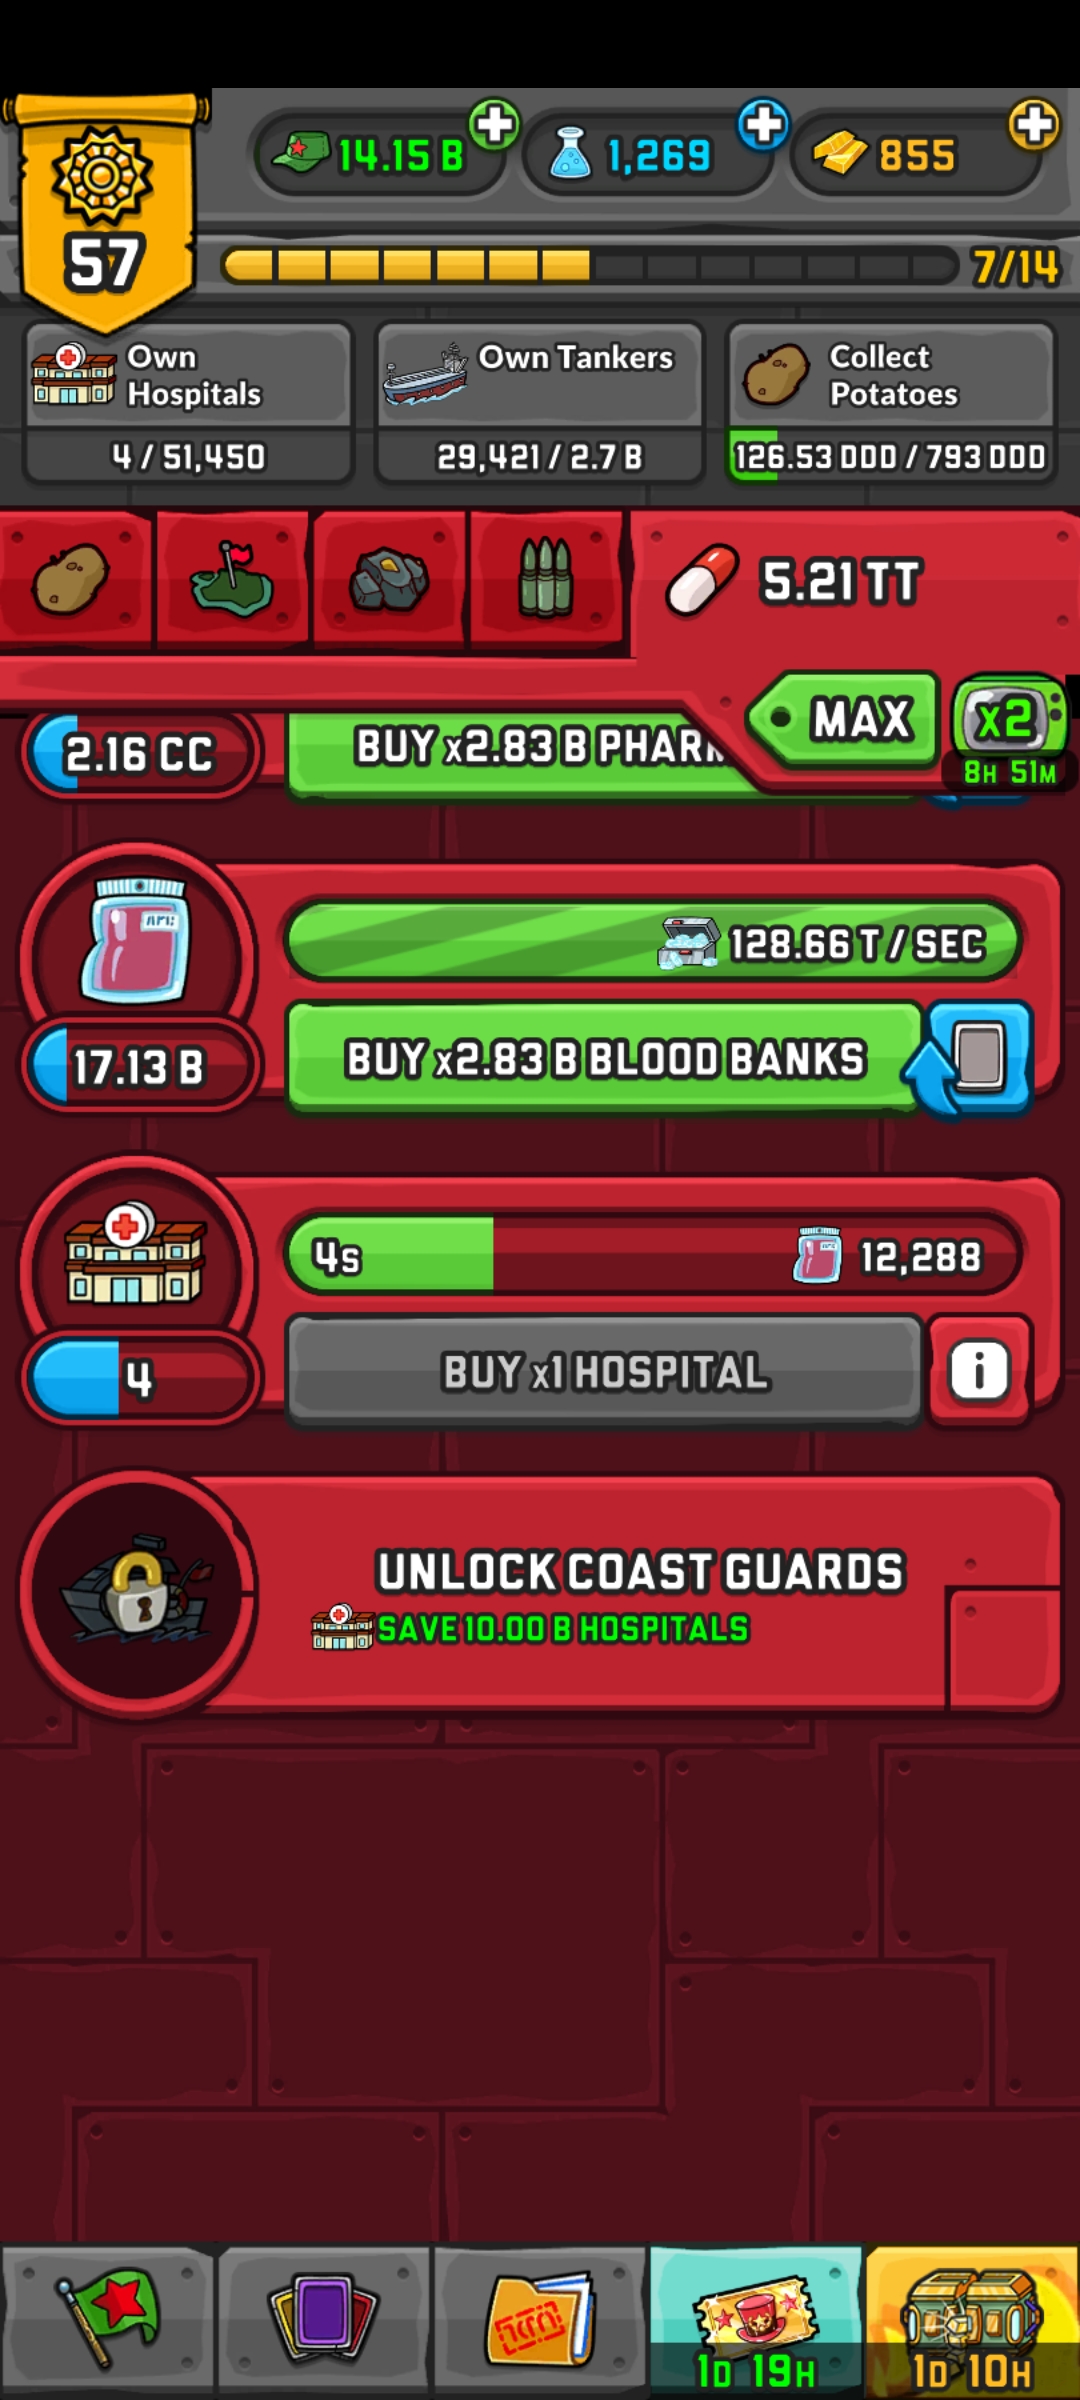 14.15 B
1,269
855
57
7/14
Own
Hospitals
4 / 51,450
Own Tankers
29,421 / 2.7 B
Collect
Potatoes
126.53 DDD / 793 DDD
5.21 TT
MAX
x2
8H 51M
2.16 CC
BUY x2.83 B PHARM
128.66 T / SEC
17.13 B
BUY x2.83 B BLOOD BANKS
4s
12,288
4
BUY x1 HOSPITAL
i
UNLOCK COAST GUARDS
SAVE 10.00 B HOSPITALS
1D 19H
1D 10H